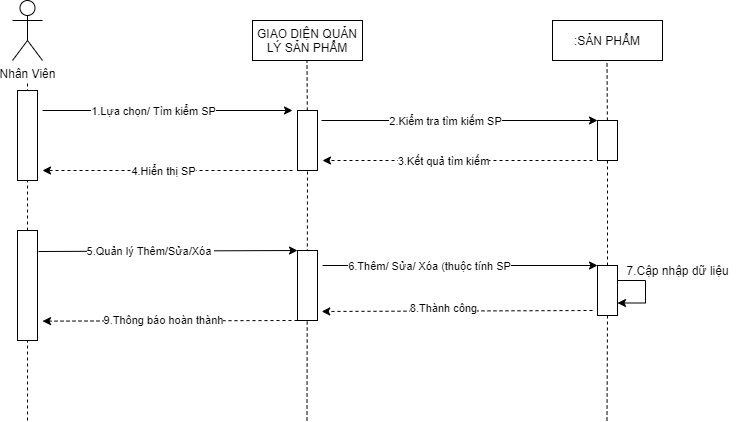 GIAO DIỆN QUẢN
LÝ SẢN PHẨM
:SẢN PHẨM
Nhân Viên
1.Lựa chọn/ Tìm kiếm SP
2.Kiểm tra tìm kiếm SP
3.Kết quả tìm kiếm
4.Hiển thị SP
5.Quản lý Thêm/Sửa/Xóa
6.Thêm/ Sửa/ Xóa (thuộc tính SP
7.Cập nhập dữ liệu
8.Thành công
9.Thông báo hoàn thành